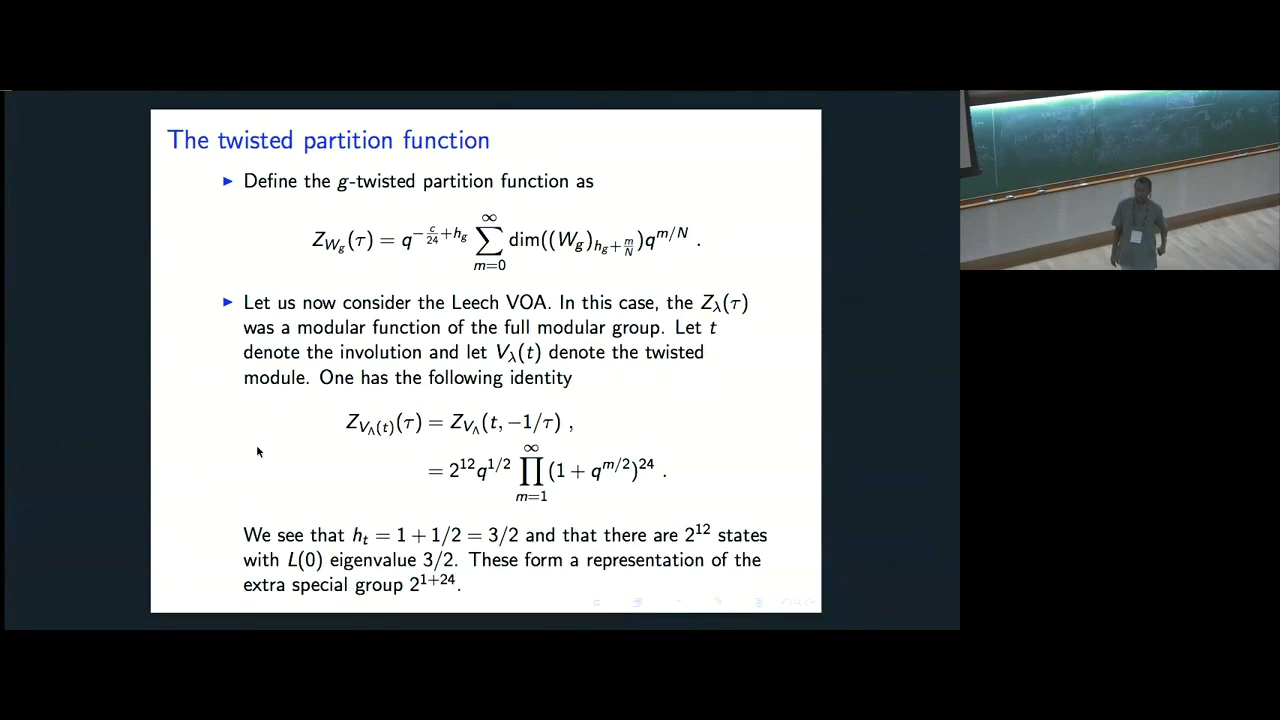 The twisted partition function
▶ Define the g-twisted partition function as
Z_{W_g}(τ) = q^{-\frac{c}{24}+h_g} \sum_{m=0}^{∞} dim((W_g)_{h_g+\frac{m}{N}})q^{m/N} .
▶ Let us now consider the Leech VOA. In this case, the Z_λ(τ)
was a modular function of the full modular group. Let t
denote the involution and let V_λ(t) denote the twisted
module. One has the following identity
Z_{V_Λ(t)}(τ) = Z_{V_Λ}(t, −1/τ) ,
= 2^{12}q^{1/2} \prod_{m=1}^{∞} (1 + q^{m/2})^{24} .
We see that h_t = 1 + 1/2 = 3/2 and that there are 2^{12} states
with L(0) eigenvalue 3/2. These form a representation of the
extra special group 2^{1+24}.